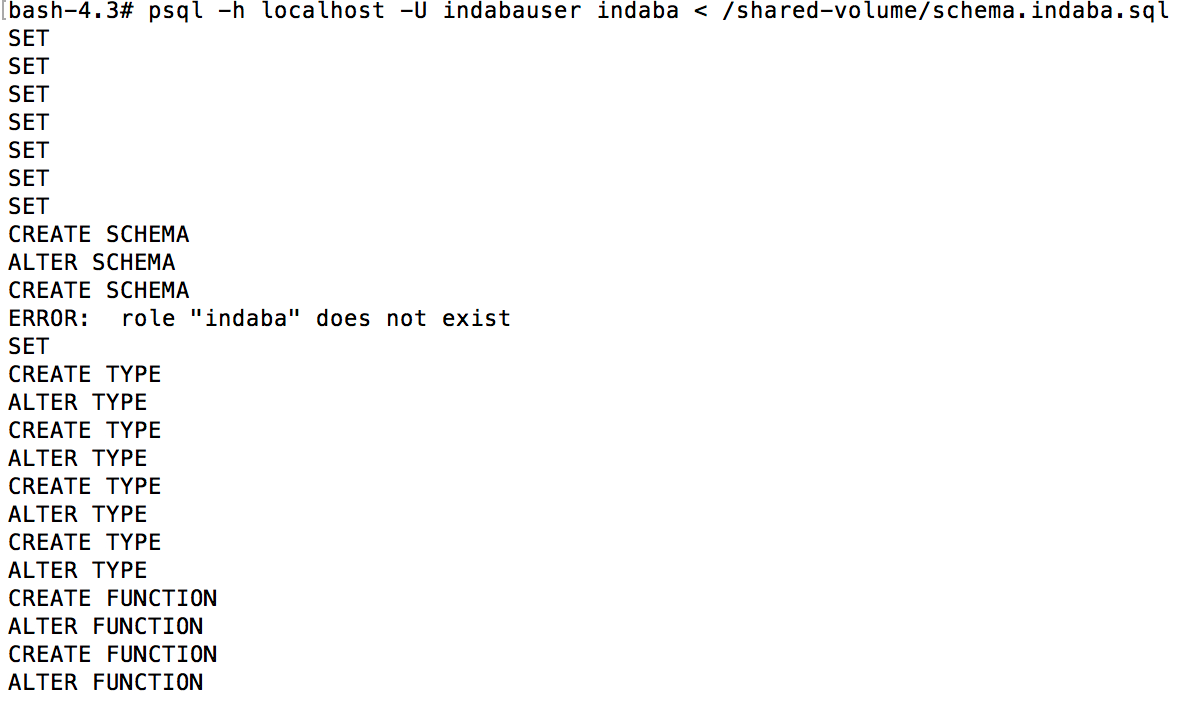 [bash-4.3# psql -h localhost -U indabauser indaba < /shared-volume/schema.indaba.sql
SET
SET
SET
SET
SET
SET
SET
CREATE SCHEMA
ALTER SCHEMA
CREATE SCHEMA
ERROR:  role "indaba" does not exist
SET
CREATE TYPE
ALTER TYPE
CREATE TYPE
ALTER TYPE
CREATE TYPE
ALTER TYPE
CREATE TYPE
ALTER TYPE
CREATE FUNCTION
ALTER FUNCTION
CREATE FUNCTION
ALTER FUNCTION